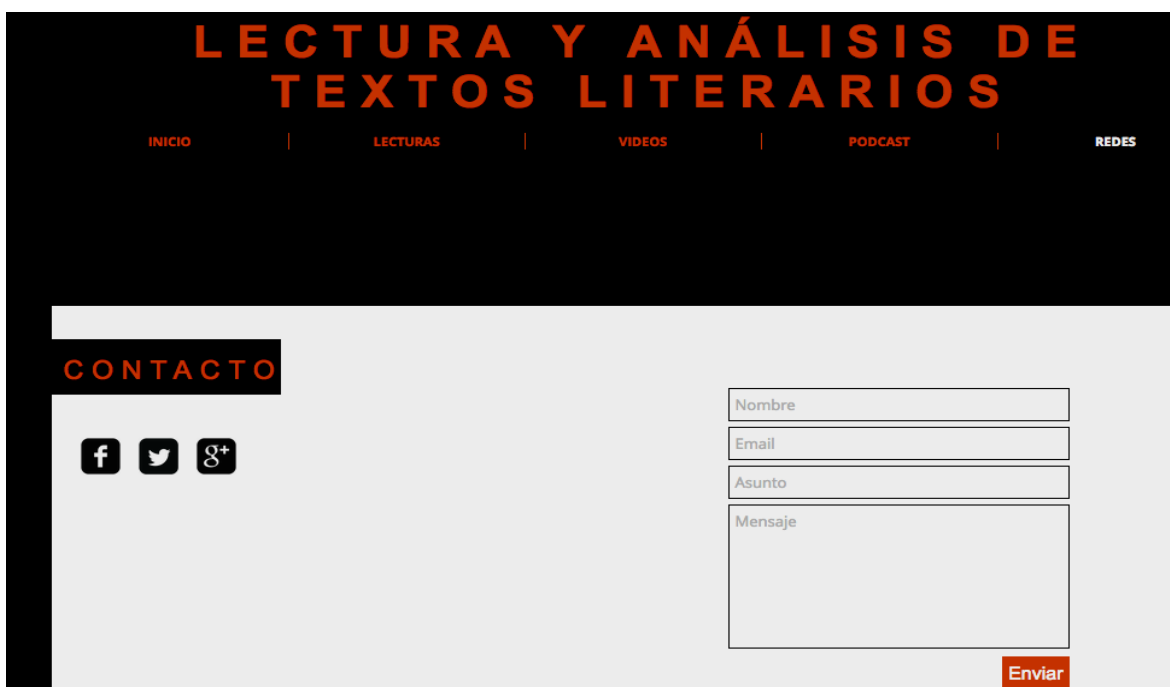 LECTURA Y ANÁLISIS DE
TEXTOS LITERARIOS
INICIO
LECTURAS
VIDEOS
PODCAST
REDES
CONTACTO
f
g+
Nombre
Email
Asunto
Mensaje
Enviar